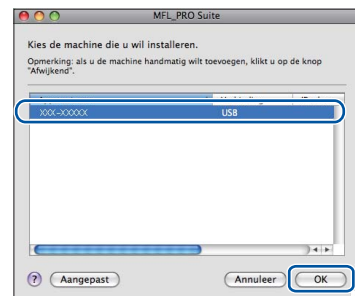 MFL_PRO Suite
Kies de machine die u wil installeren.
Opmerking: als u de machine handmatig wilt toevoegen, klikt u op de knop
"Afwijkend".
XXX-XXXXX USB
? Aangepast Annuleer OK